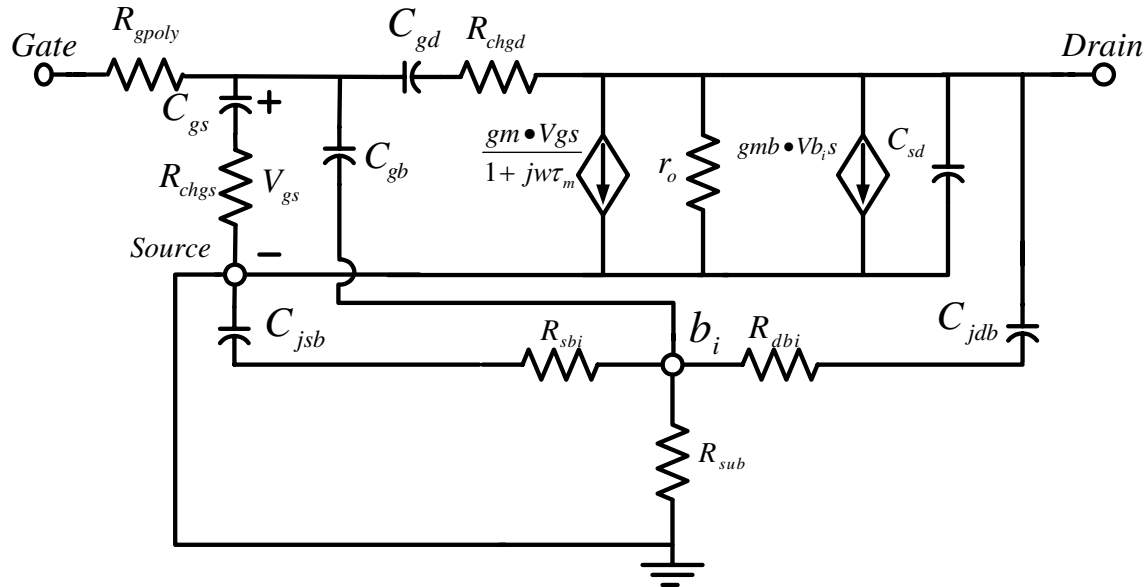 R_gpoly
C_gd
R_chgd
Gate
Drain
C_gs
+
C_gb
gm•Vgs
1+jwτ_m
r_o
gmb•Vb_is
C_sd
R_chgs
V_gs
Source
−
C_jsb
R_sbi
b_i
R_dbi
C_jdb
R_sub